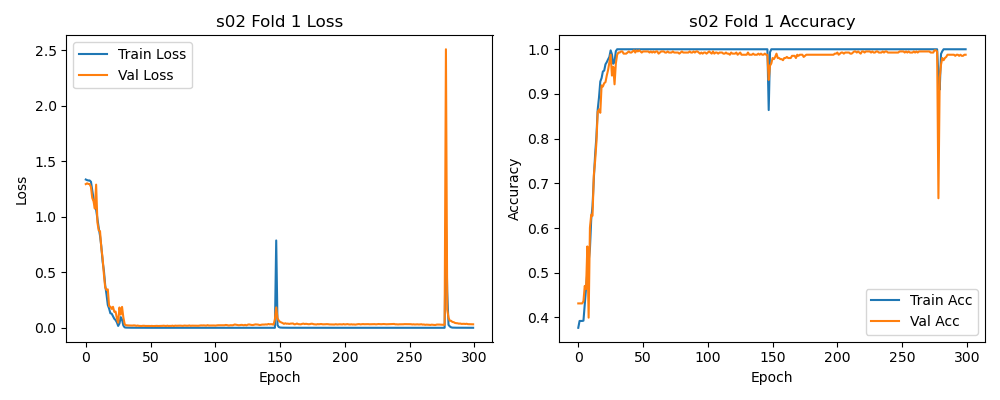 s02 Fold 1 Loss
Train Loss
Val Loss
Loss
2.5
2.0
1.5
1.0
0.5
0.0
0 50 100 150 200 250 300
Epoch
s02 Fold 1 Accuracy
Train Acc
Val Acc
Accuracy
1.0
0.9
0.8
0.7
0.6
0.5
0.4
0 50 100 150 200 250 300
Epoch